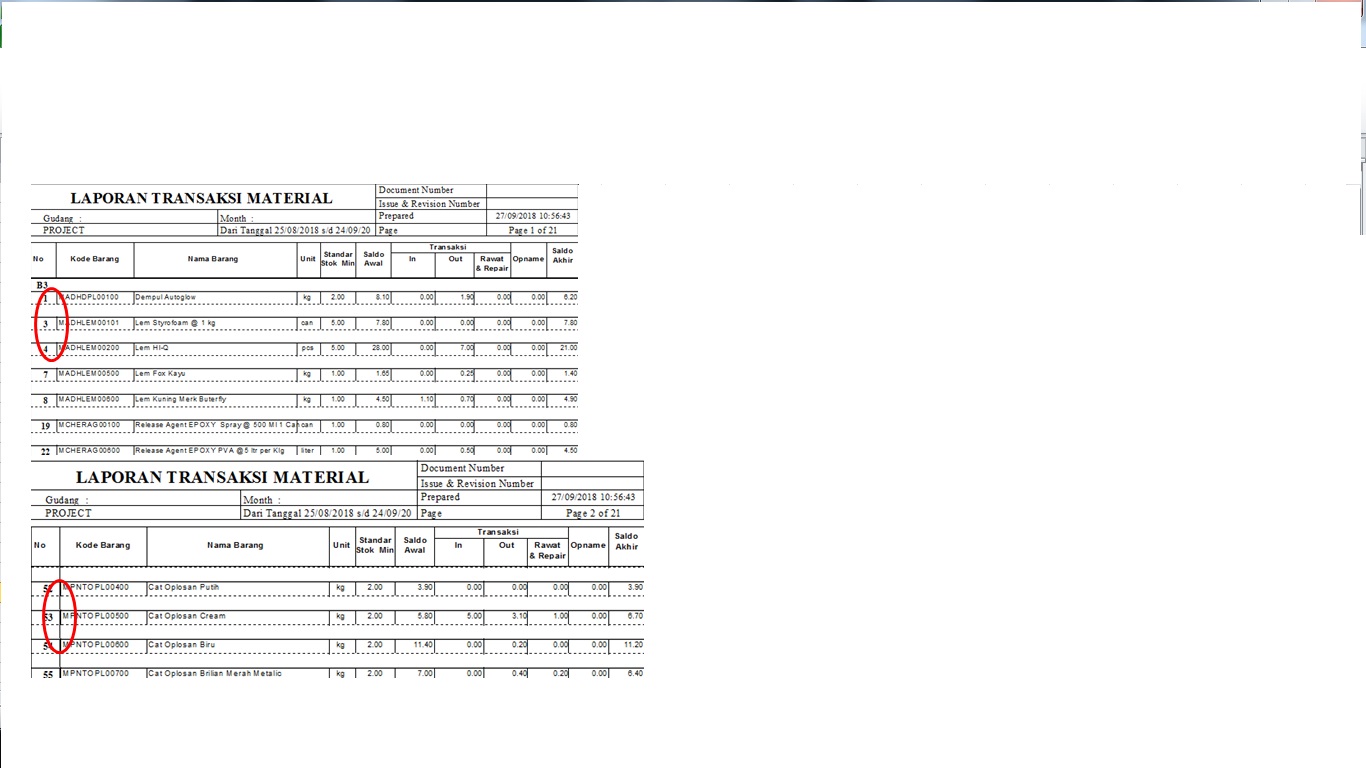 LAPORAN TRANSAKSI MATERIAL
Document Number
Issue & Revision Number
Gudang : Month : Prepared 27/09/2018 10:56:43
PROJECT Dari Tanggal 25/08/2018 s/d 24/09/20 Page Page 1 of 21
No Kode Barang Nama Barang Unit Standar Stok Min Saldo Awal Transaksi In Out Rawat & Repair Opname Saldo Akhir
B3
1 MADHDPL00100 Dempul Autoglow kg 2.00 8.10 0.00 1.90 0.00 0.00 6.20
3 MADHLEM00101 Lem Styrofoam @ 1 kg can 5.00 7.80 0.00 0.00 0.00 0.00 7.80
4 MADHLEM00200 Lem HI-Q pcs 5.00 28.00 0.00 7.00 0.00 0.00 21.00
7 MADHLEM00500 Lem Fox Kayu kg 1.00 1.65 0.00 0.25 0.00 0.00 1.40
8 MADHLEM00600 Lem Kuning Merk Buterfly kg 1.00 4.50 1.10 0.70 0.00 0.00 4.90
19 MCHERAG00100 Release Agent EPOXY Spray @ 500 Ml 1 Can can 1.00 0.80 0.00 0.00 0.00 0.00 0.80
22 MCHERAG00600 Release Agent EPOXY PVA @ 5 ltr per Klg liter 1.00 5.00 0.00 0.50 0.00 0.00 4.50
LAPORAN TRANSAKSI MATERIAL
Document Number
Issue & Revision Number
Gudang : Month : Prepared 27/09/2018 10:56:43
PROJECT Dari Tanggal 25/08/2018 s/d 24/09/20 Page Page 2 of 21
No Kode Barang Nama Barang Unit Standar Stok Min Saldo Awal Transaksi In Out Rawat & Repair Opname Saldo Akhir
52 MPNTOPL00400 Cat Oplosan Putih kg 2.00 3.90 0.00 0.00 0.00 0.00 3.90
53 MPNTOPL00500 Cat Oplosan Cream kg 2.00 5.80 5.00 3.10 1.00 0.00 6.70
54 MPNTOPL00600 Cat Oplosan Biru kg 2.00 11.40 0.00 0.20 0.00 0.00 11.20
55 MPNTOPL00700 Cat Oplosan Brilian Merah Metalic kg 2.00 7.00 0.00 0.40 0.20 0.00 6.40